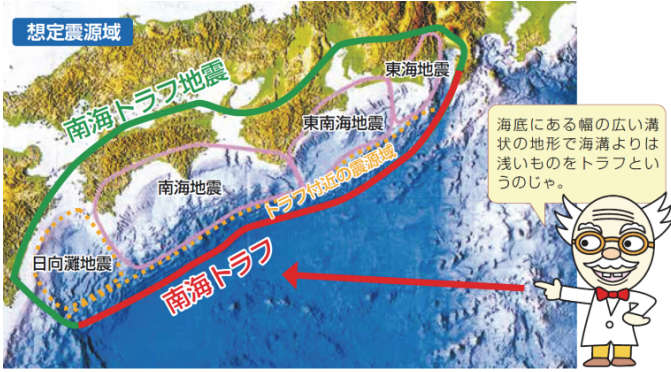 想定震源域
東海地震
南海トラフ地震
東南海地震
南海地震
トラフ付近の震源域
日向灘地震
南海トラフ
海底にある幅の広い溝
状の地形で海溝よりは
浅いものをトラフとい
うのじゃ。